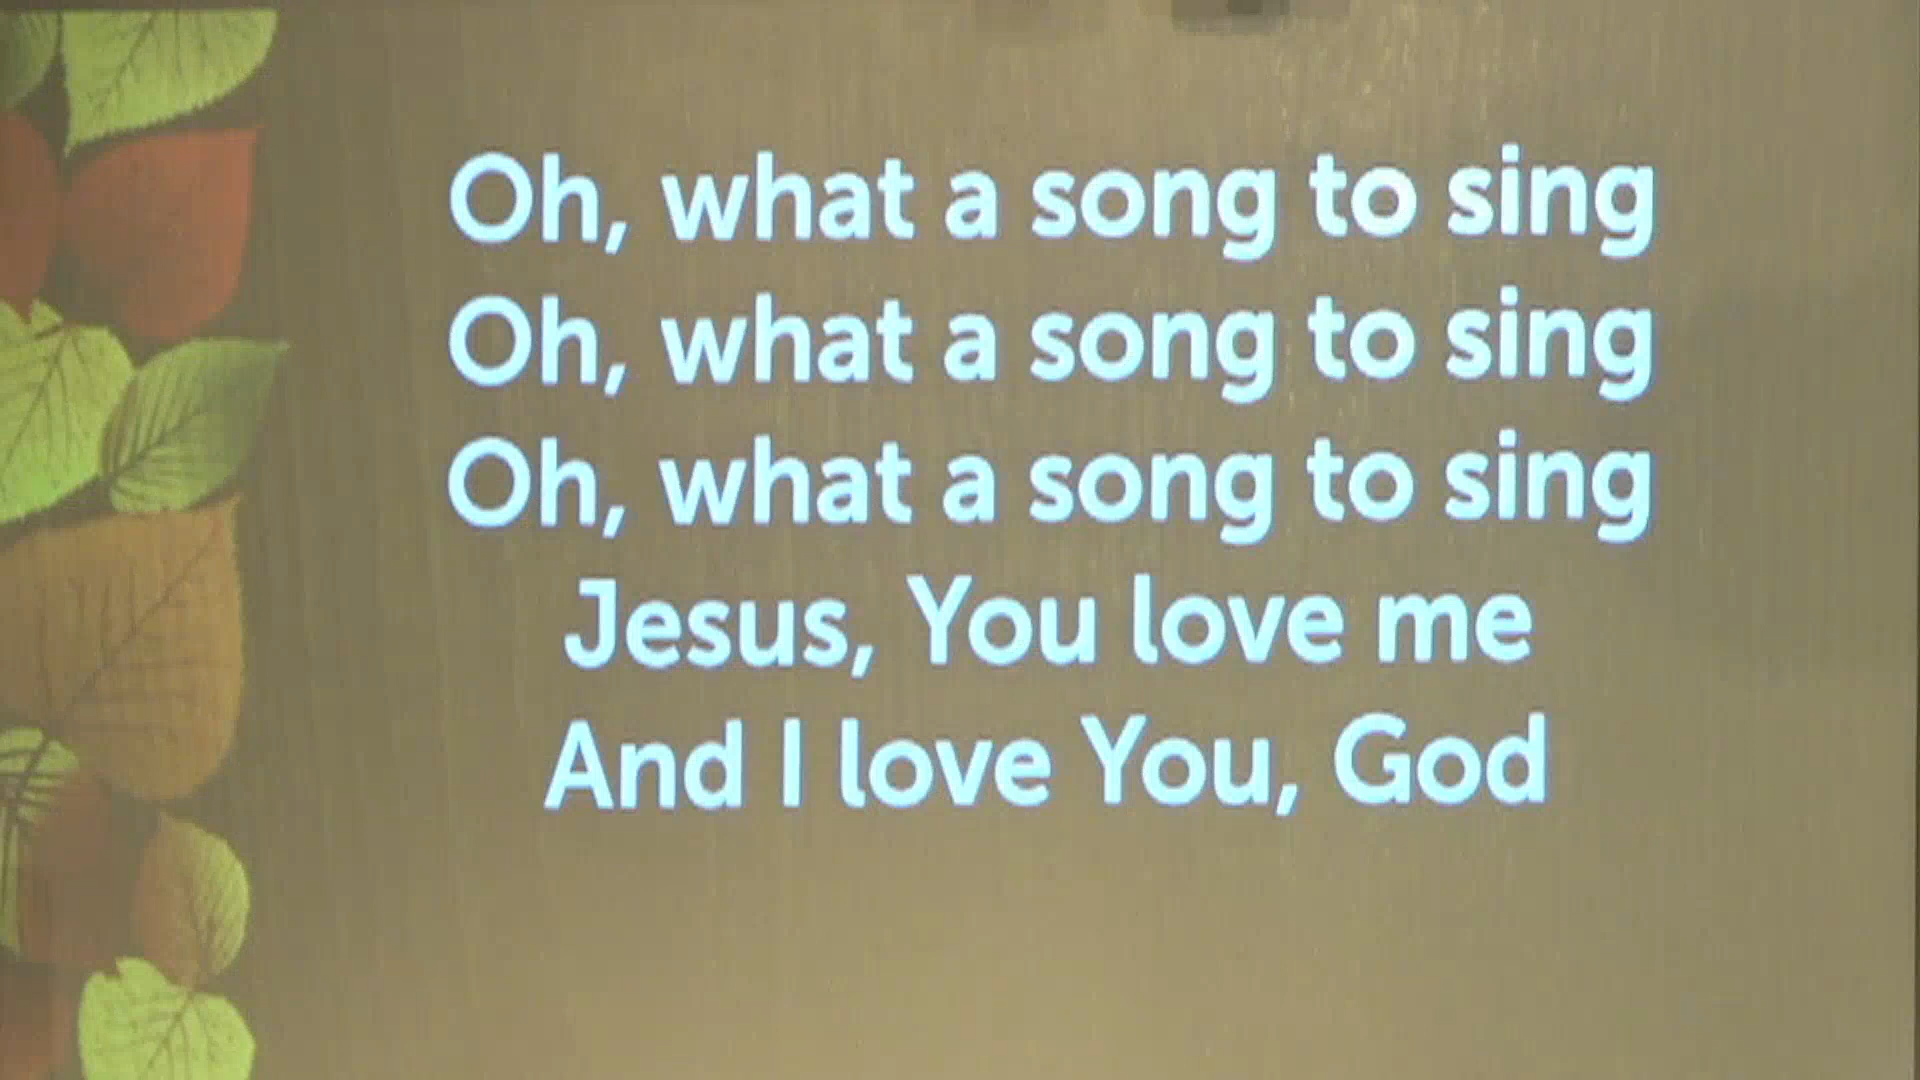 Oh, what a song to sing
Oh, what a song to sing
Oh, what a song to sing
Jesus, You love me
And I love You, God